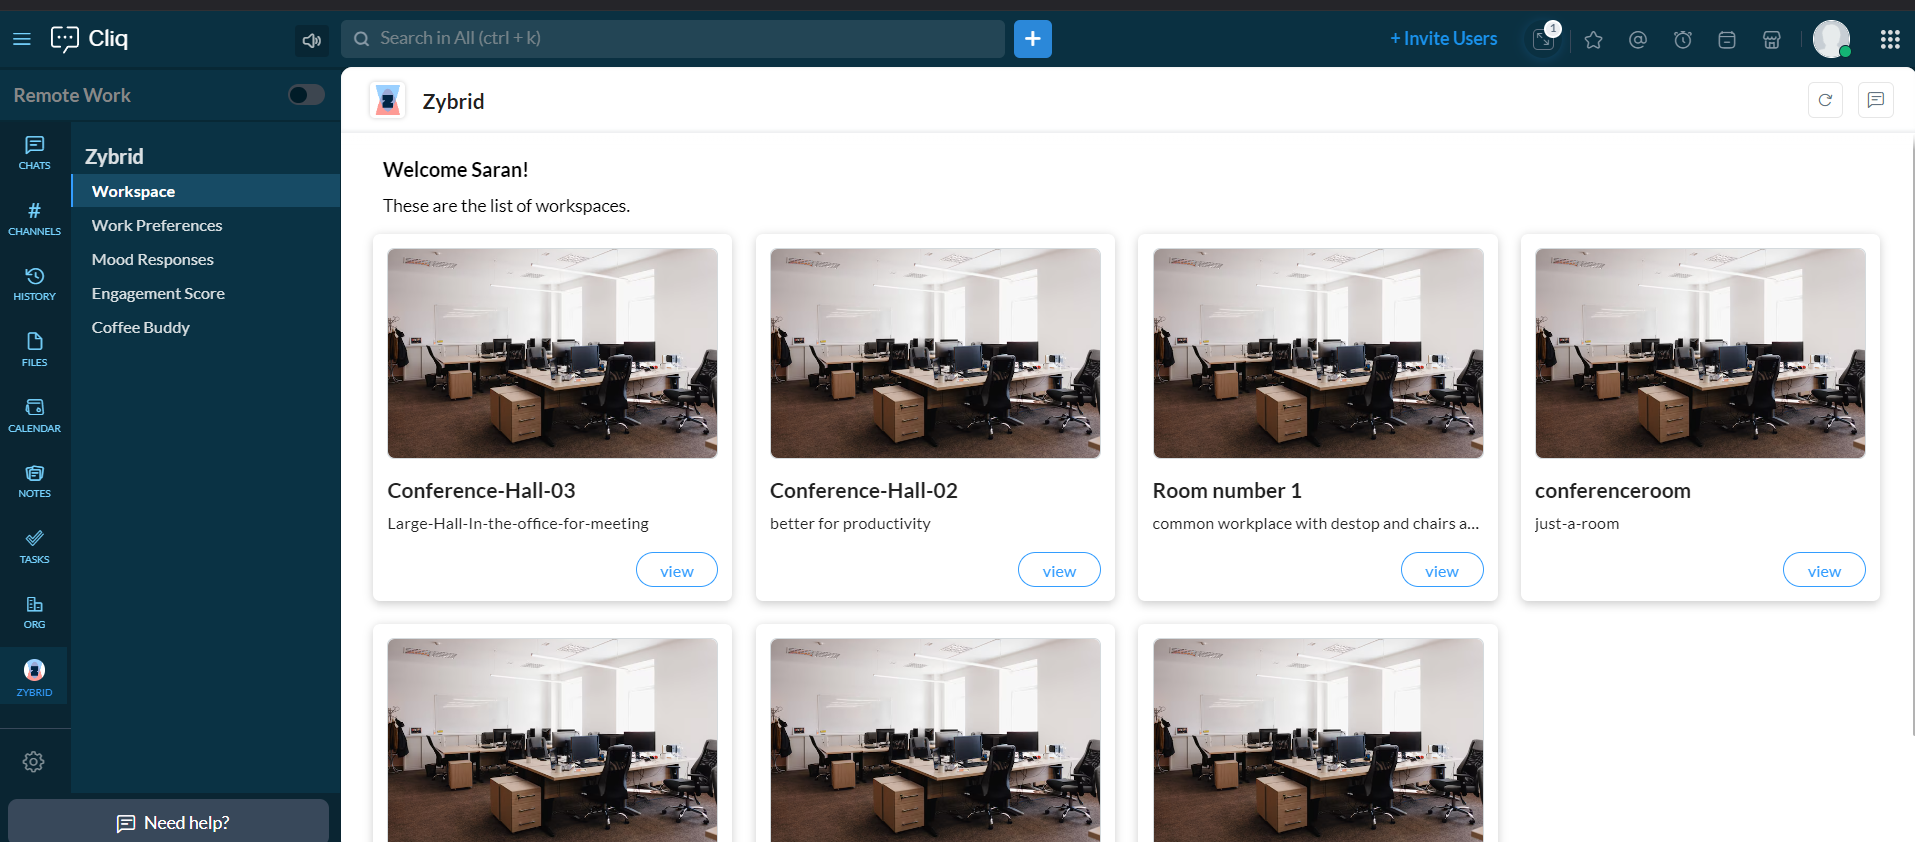 Cliq
Search in All (ctrl + k)
+ Invite Users
1
Remote Work
Zybrid
CHATS
CHANNELS
HISTORY
FILES
CALENDAR
NOTES
TASKS
ORG
ZYBRID
Zybrid
Workspace
Work Preferences
Mood Responses
Engagement Score
Coffee Buddy
Need help?
Welcome Saran!
These are the list of workspaces.
Conference-Hall-03
Large-Hall-In-the-office-for-meeting
view
Conference-Hall-02
better for productivity
view
Room number 1
common workplace with destop and chairs a...
view
conferenceroom
just-a-room
view